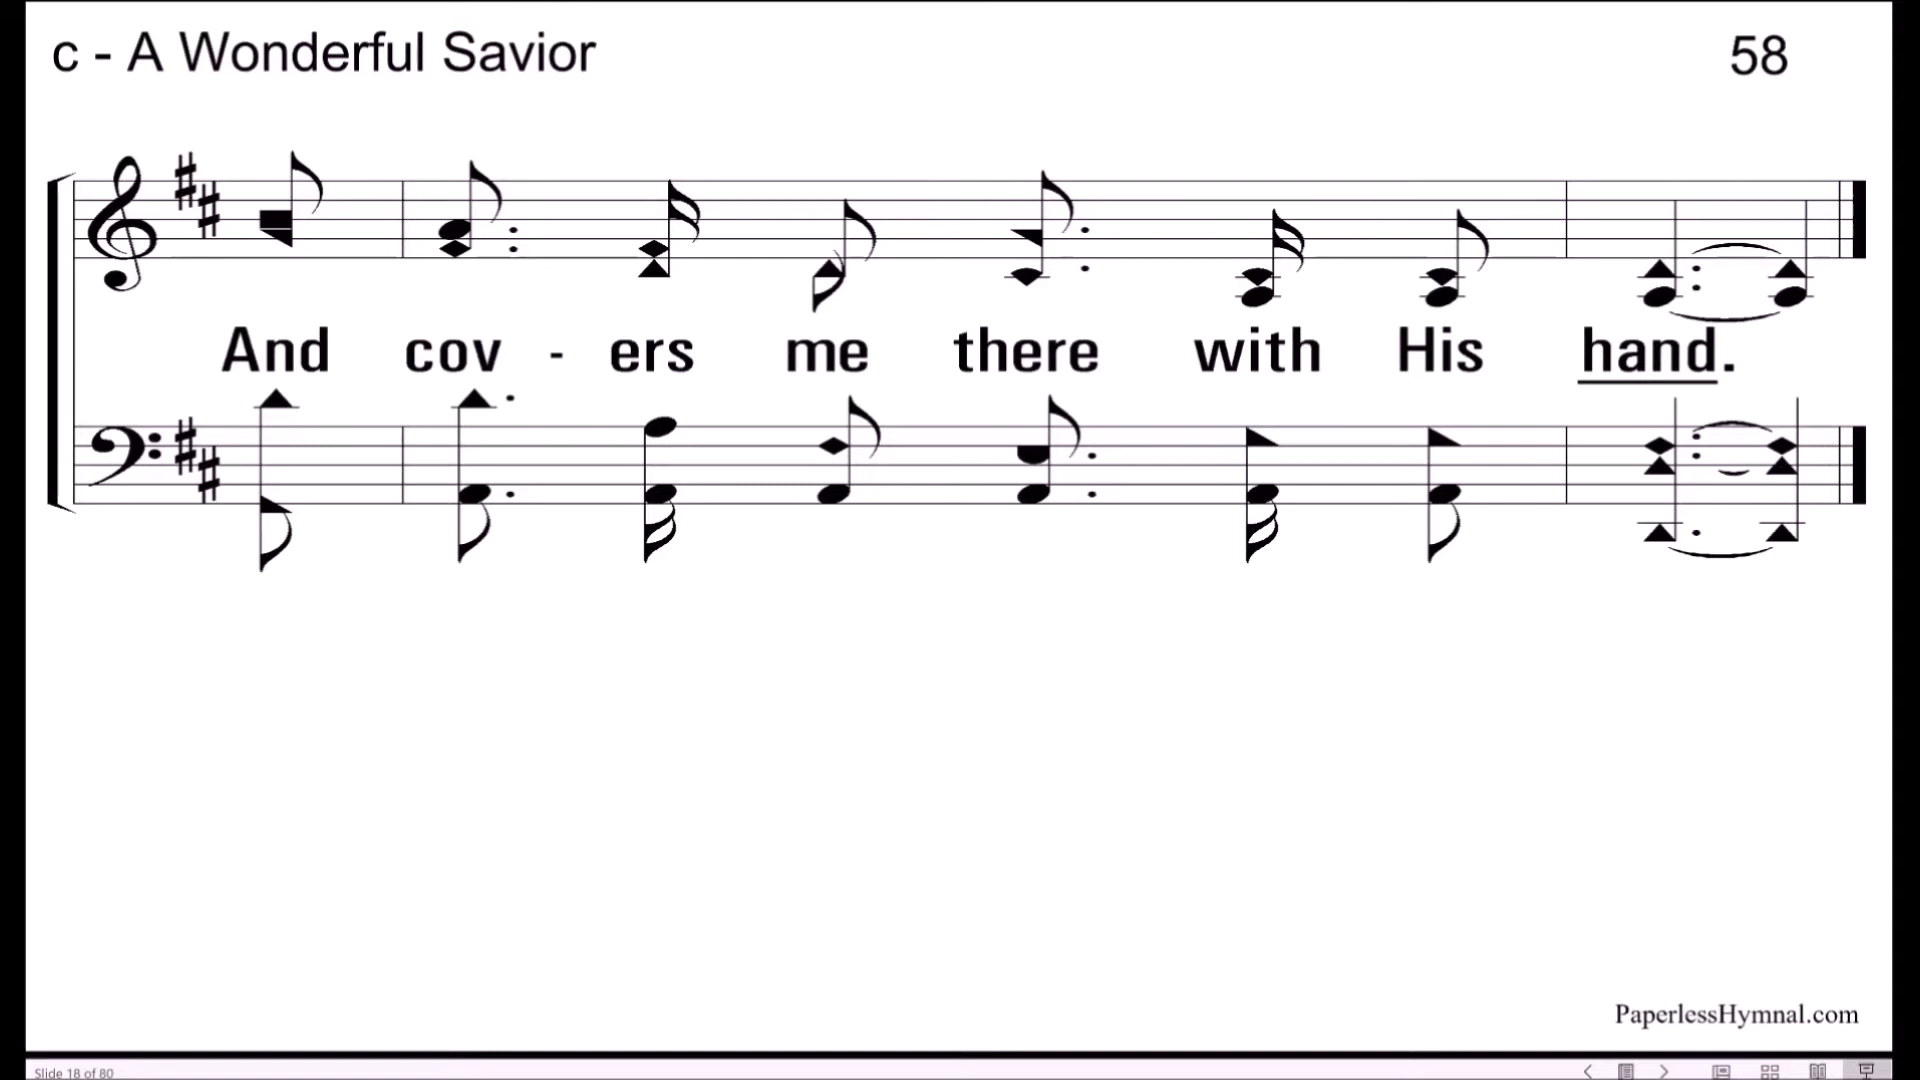 c - A Wonderful Savior
58
And cov - ers me there with His hand.
PaperlessHymnal.com
Slide 18 of 80